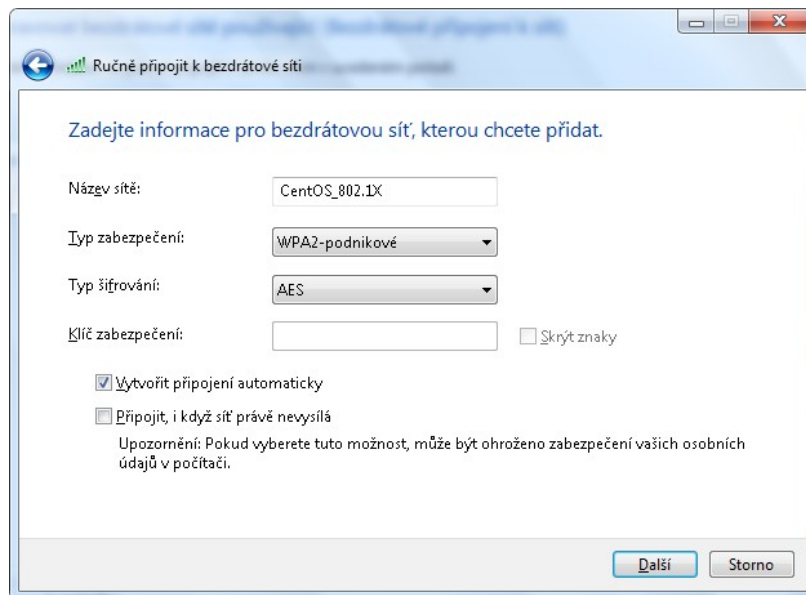 Ručně připojit k bezdrátové síti
Zadejte informace pro bezdrátovou síť, kterou chcete přidat.
Název sítě:
CentOS_802.1X
Typ zabezpečení:
WPA2-podnikové
Typ šifrování:
AES
Klíč zabezpečení:
Skrýt znaky
Vytvořit připojení automaticky
Připojit, i když síť právě nevysílá
Upozornění: Pokud vyberete tuto možnost, může být ohroženo zabezpečení vašich osobních
údajů v počítači.
Další
Storno